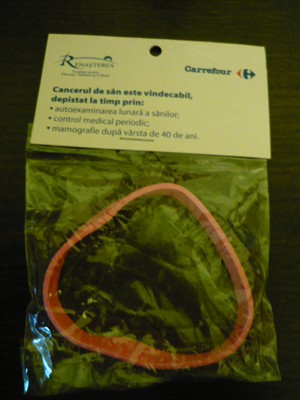 RENAȘTEREA
Carrefour
Cancerul de sân este vindecabil,
depistat la timp prin:
• autoexaminarea lunară a sânilor;
• control medical periodic;
• mamografie după vârsta de 40 de ani.